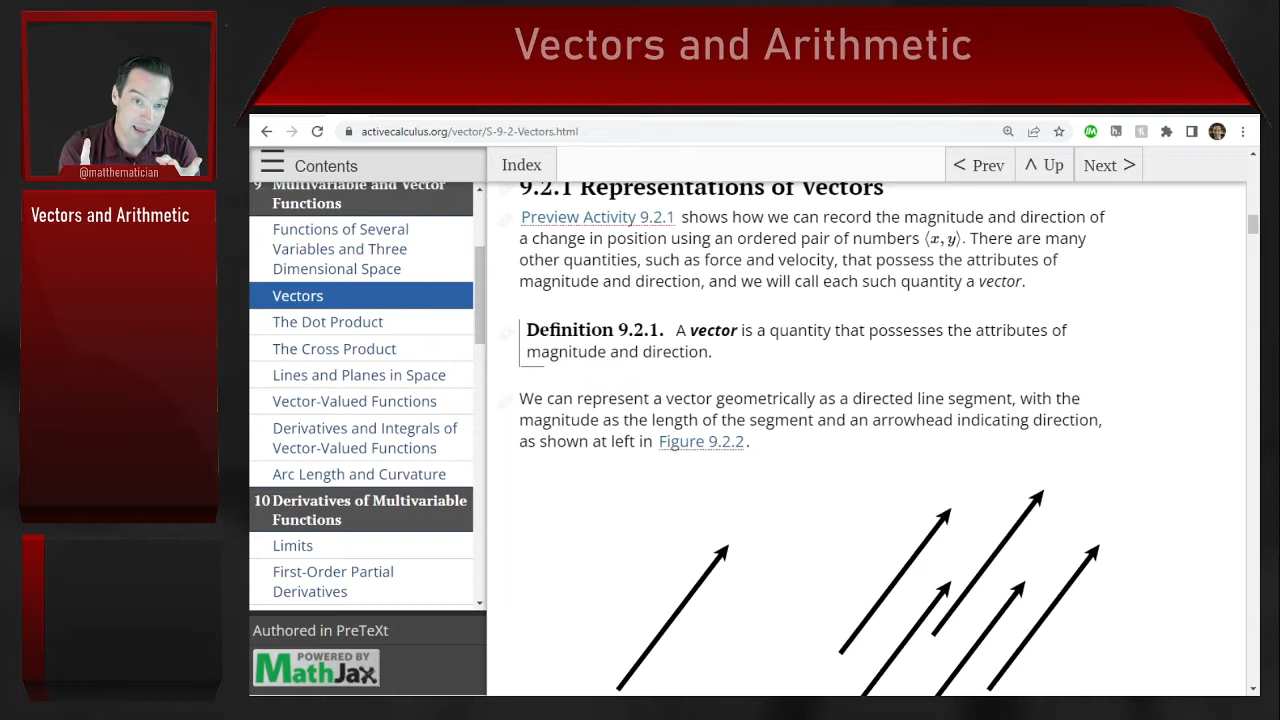 Vectors and Arithmetic
@matthematician
Vectors and Arithmetic
activecalculus.org/vector/S-9-2-Vectors.html
Contents
Index
< Prev
^ Up
Next >
9 Multivariable and Vector
Functions
Functions of Several
Variables and Three
Dimensional Space
Vectors
The Dot Product
The Cross Product
Lines and Planes in Space
Vector-Valued Functions
Derivatives and Integrals of
Vector-Valued Functions
Arc Length and Curvature
10 Derivatives of Multivariable
Functions
Limits
First-Order Partial
Derivatives
Authored in PreTeXt
POWERED BY
MathJax
9.2.1 Representations of Vectors
Preview Activity 9.2.1 shows how we can record the magnitude and direction of
a change in position using an ordered pair of numbers ⟨x, y⟩. There are many
other quantities, such as force and velocity, that possess the attributes of
magnitude and direction, and we will call each such quantity a vector.
Definition 9.2.1. A vector is a quantity that possesses the attributes of
magnitude and direction.
We can represent a vector geometrically as a directed line segment, with the
magnitude as the length of the segment and an arrowhead indicating direction,
as shown at left in Figure 9.2.2.